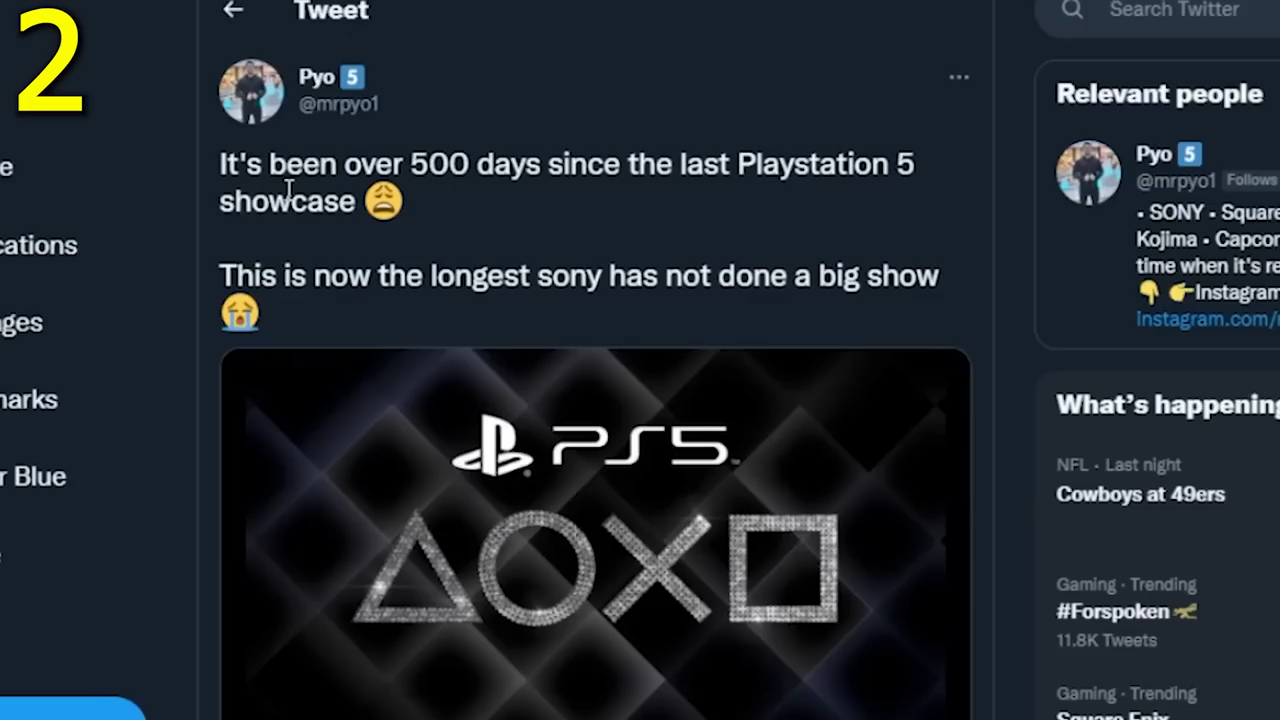 2
Tweet
Search Twitter
Pyo 5
@mrpyo1
...
It's been over 500 days since the last Playstation 5
showcase 😩
This is now the longest sony has not done a big show
😭
PS5
Relevant people
Pyo 5
@mrpyo1 Follows
• SONY • Square
Kojima • Capcom
time when it's re
👇 👉Instagram
Instagram.com/
What's happening
NFL · Last night
Cowboys at 49ers
Gaming · Trending
#Forspoken
11.8K Tweets
Gaming · Trending
Square Enix
e
cations
ges
narks
r Blue